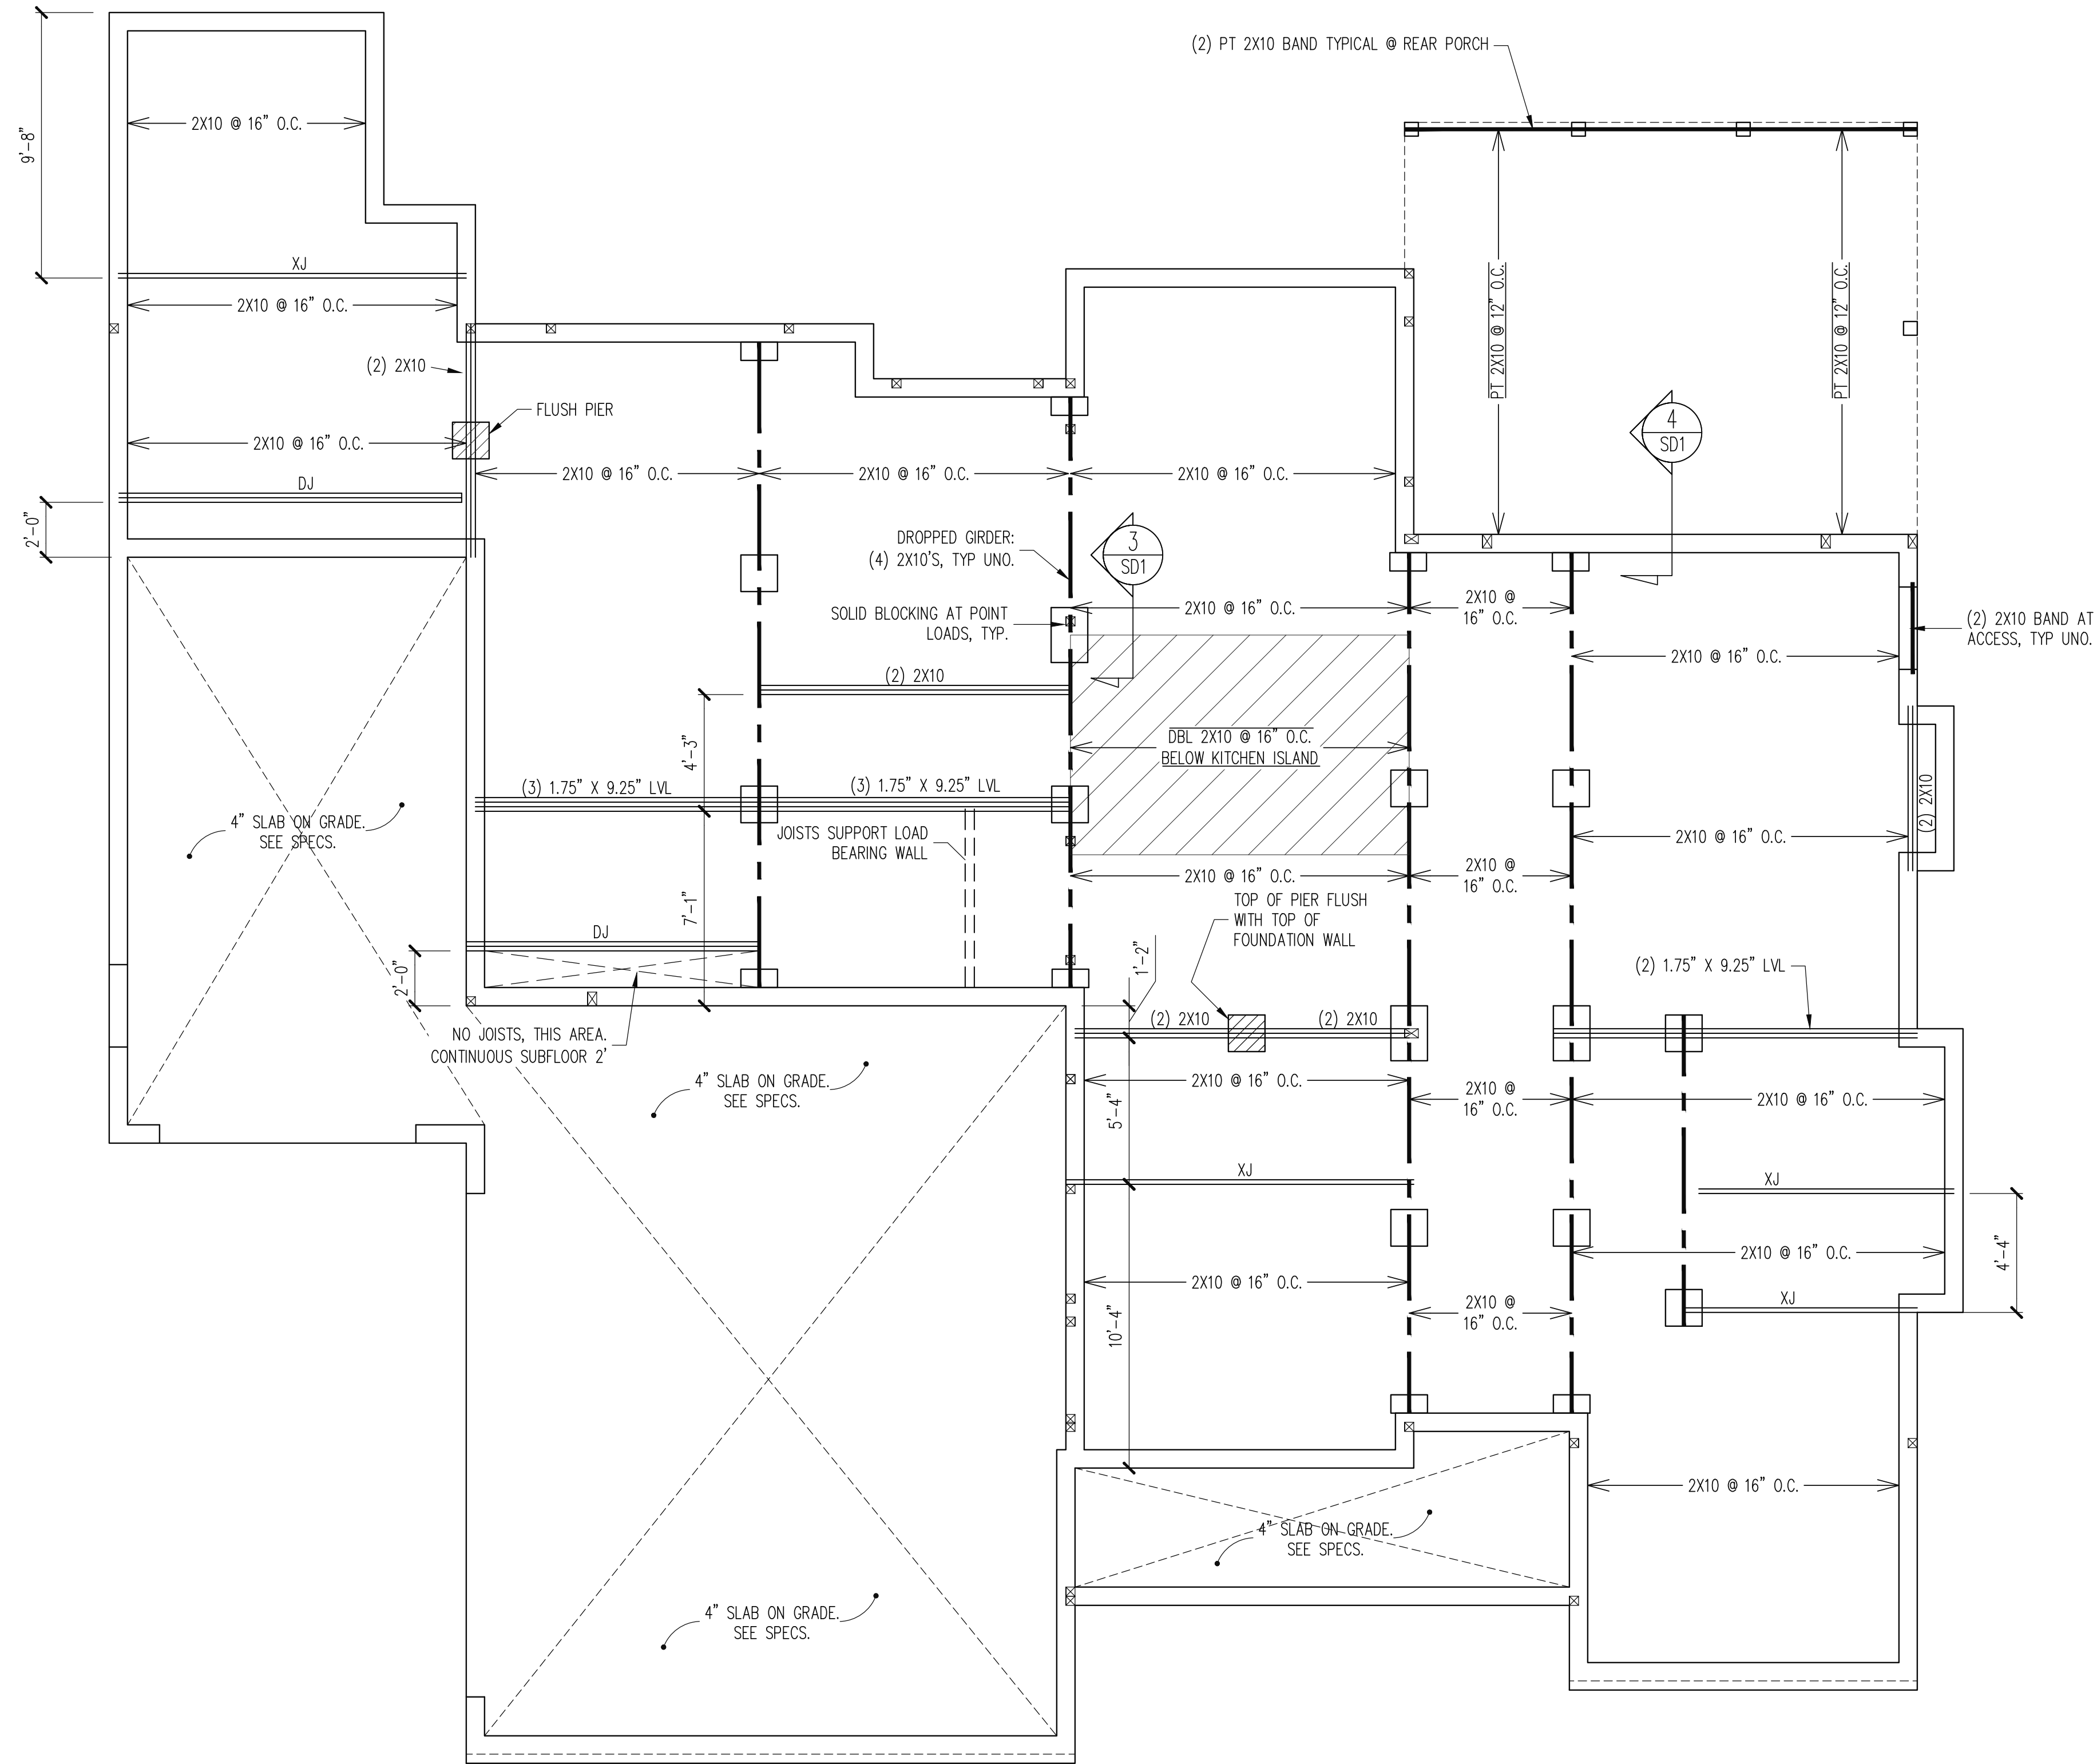 (2) PT 2X10 BAND TYPICAL @ REAR PORCH
2X10 @ 16" O.C.
9'-8"
XJ
2X10 @ 16" O.C.
PT 2X10 @ 12" O.C.
PT 2X10 @ 12" O.C.
(2) 2X10
FLUSH PIER
4
SD1
2X10 @ 16" O.C.
2X10 @ 16" O.C.
2X10 @ 16" O.C.
2X10 @ 16" O.C.
DJ
2'-0"
DROPPED GIRDER:
(4) 2X10'S, TYP UNO.
3
SD1
SOLID BLOCKING AT POINT
LOADS, TYP.
2X10 @ 16" O.C.
2X10 @
16" O.C.
(2) 2X10 BAND AT
ACCESS, TYP UNO.
2X10 @ 16" O.C.
(2) 2X10
4'-3"
DBL 2X10 @ 16" O.C.
BELOW KITCHEN ISLAND
(3) 1.75" X 9.25" LVL
(3) 1.75" X 9.25" LVL
(2) 2X10
4" SLAB ON GRADE.
SEE SPECS.
JOISTS SUPPORT LOAD
BEARING WALL
2X10 @ 16" O.C.
2X10 @ 16" O.C.
2X10 @
16" O.C.
7'-1"
TOP OF PIER FLUSH
WITH TOP OF
FOUNDATION WALL
DJ
2'-0"
1'-2"
(2) 1.75" X 9.25" LVL
NO JOISTS, THIS AREA.
CONTINUOUS SUBFLOOR 2'
(2) 2X10
(2) 2X10
4" SLAB ON GRADE.
SEE SPECS.
2X10 @ 16" O.C.
2X10 @
16" O.C.
2X10 @ 16" O.C.
5'-4"
XJ
XJ
2X10 @ 16" O.C.
4'-4"
2X10 @ 16" O.C.
2X10 @
16" O.C.
XJ
10'-4"
2X10 @ 16" O.C.
4" SLAB ON GRADE.
SEE SPECS.
4" SLAB ON GRADE.
SEE SPECS.